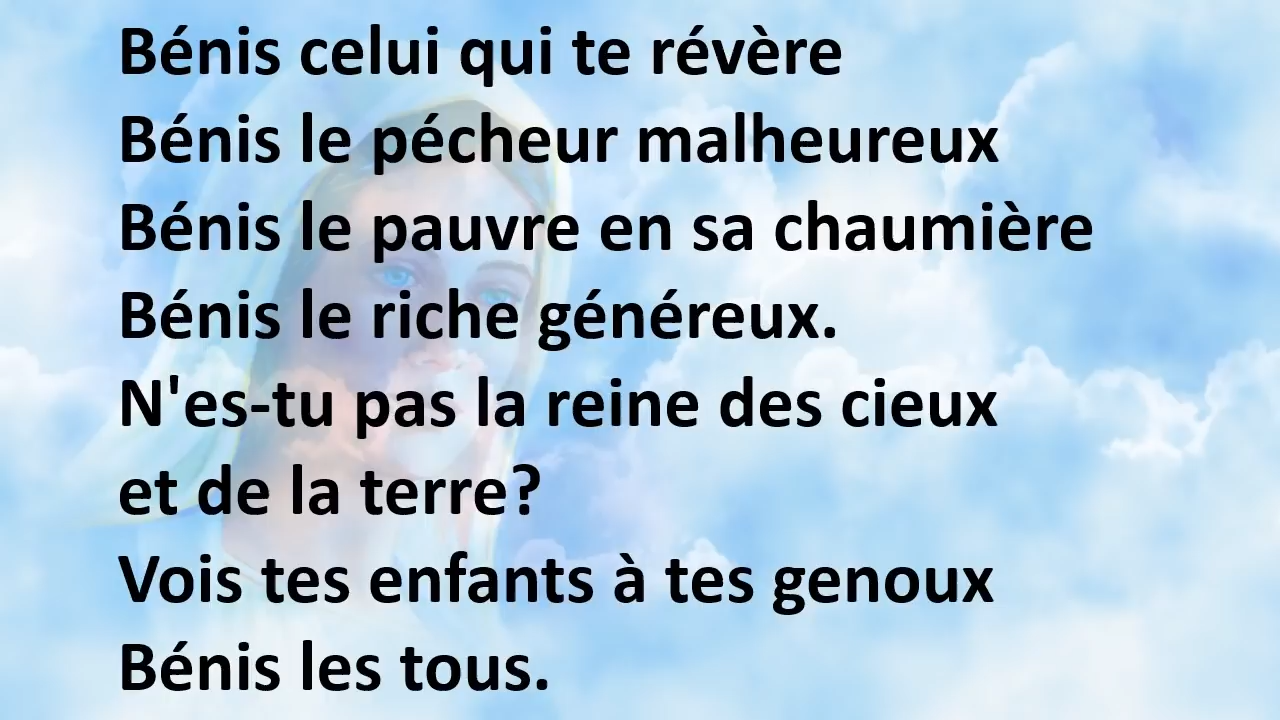 Bénis celui qui te révère
Bénis le pécheur malheureux
Bénis le pauvre en sa chaumière
Bénis le riche généreux.
N'es-tu pas la reine des cieux
et de la terre?
Vois tes enfants à tes genoux
Bénis les tous.